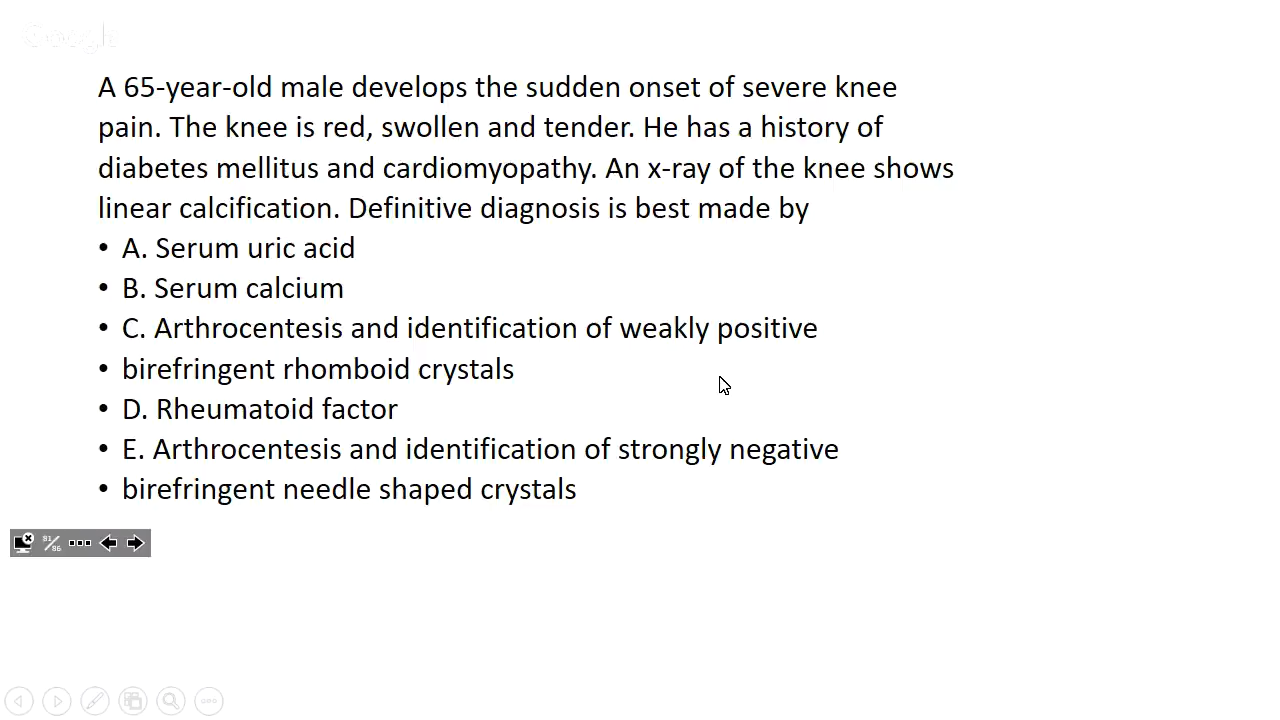 A 65-year-old male develops the sudden onset of severe knee
pain. The knee is red, swollen and tender. He has a history of
diabetes mellitus and cardiomyopathy. An x-ray of the knee shows
linear calcification. Definitive diagnosis is best made by
• A. Serum uric acid
• B. Serum calcium
• C. Arthrocentesis and identification of weakly positive
• birefringent rhomboid crystals
• D. Rheumatoid factor
• E. Arthrocentesis and identification of strongly negative
• birefringent needle shaped crystals
81/86